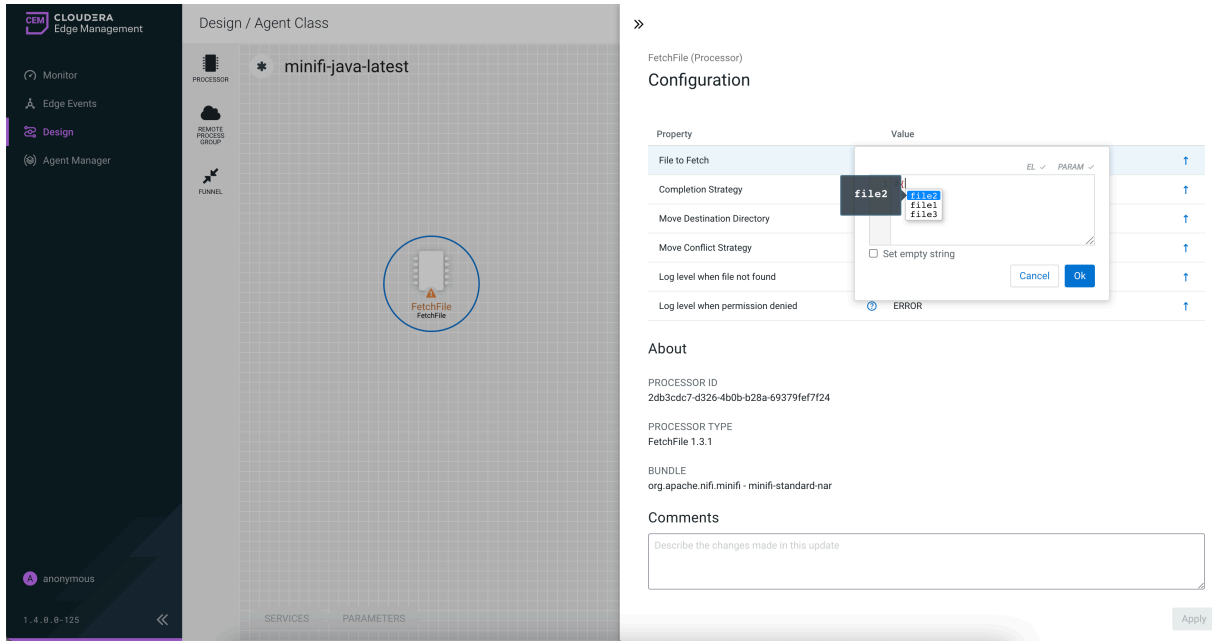 CEM CLOUDERA
Edge Management
Monitor
Edge Events
Design
Agent Manager
A anonymous
1.4.0.0-125
Design / Agent Class
PROCESSOR
REMOTE
PROCESS
GROUP
FUNNEL
minifi-java-latest
FetchFile
FetchFile
SERVICES PARAMETERS
FetchFile (Processor)
Configuration
Property Value
File to Fetch
Completion Strategy
Move Destination Directory
Move Conflict Strategy
Log level when file not found
Log level when permission denied ERROR
EL PARAM
file2
file2
file1
file3
Set empty string
Cancel Ok
About
PROCESSOR ID
2db3cdc7-d326-4b0b-b28a-69379fef7f24
PROCESSOR TYPE
FetchFile 1.3.1
BUNDLE
org.apache.nifi.minifi - minifi-standard-nar
Comments
Describe the changes made in this update
Apply